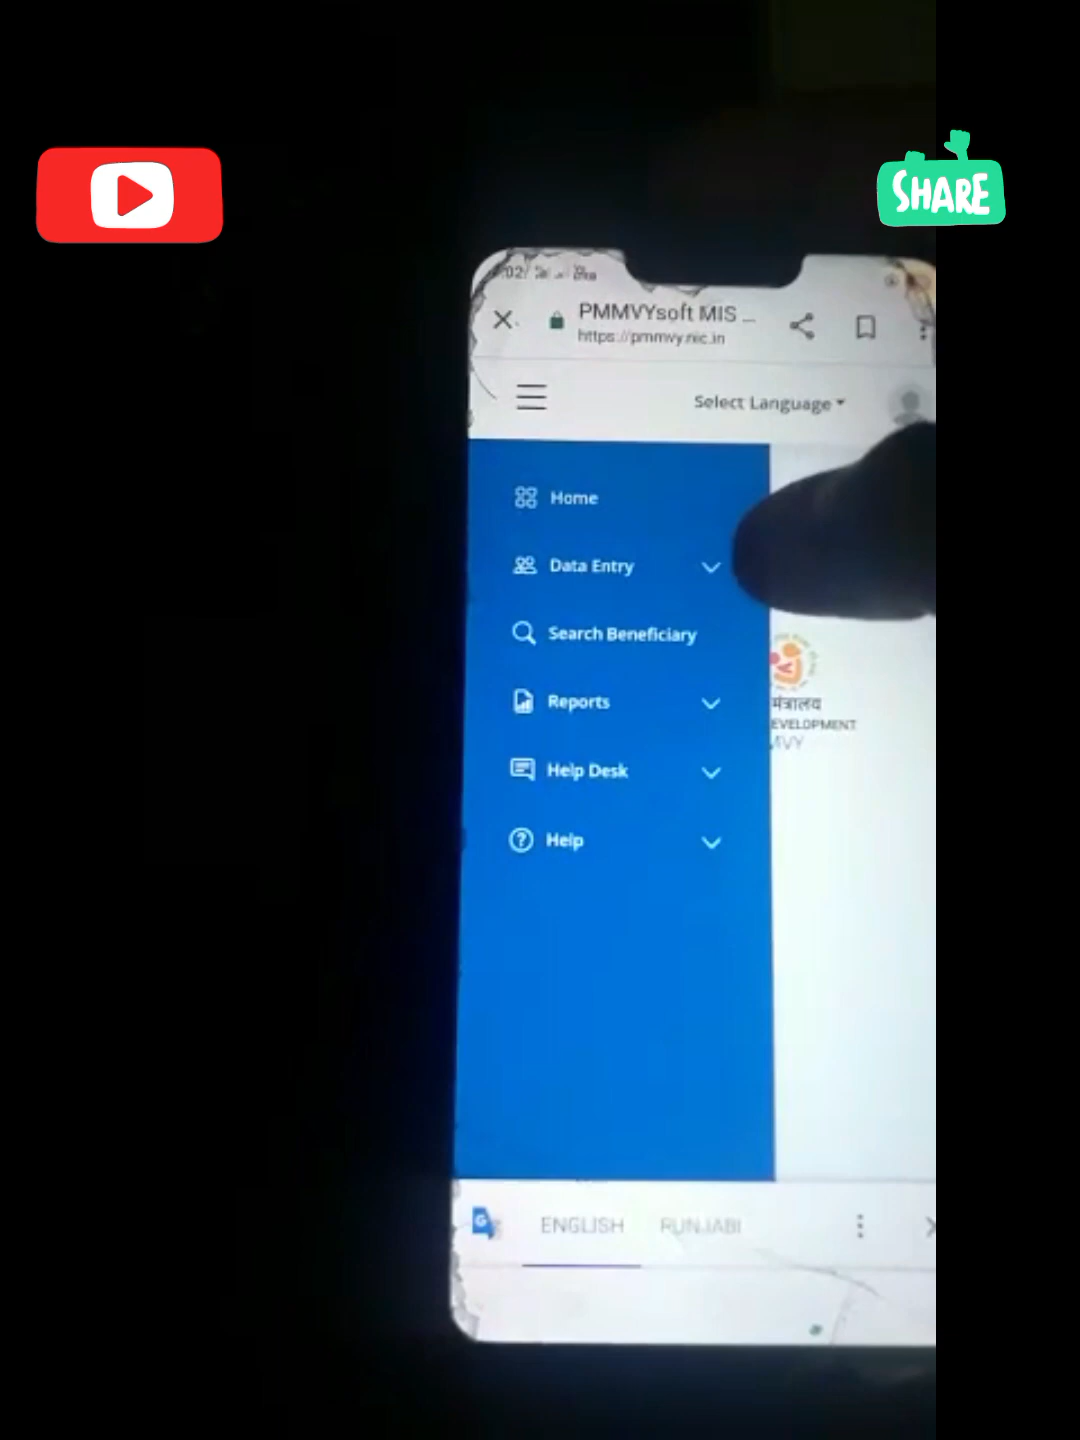 SHARE
PMMVYsoft MIS ...
https://pmmvy.nic.in
Select Language
Home
Data Entry
Search Beneficiary
Reports
Help Desk
Help
मंत्रालय
EVELOPMENT
MVY
ENGLISH
PUNJABI